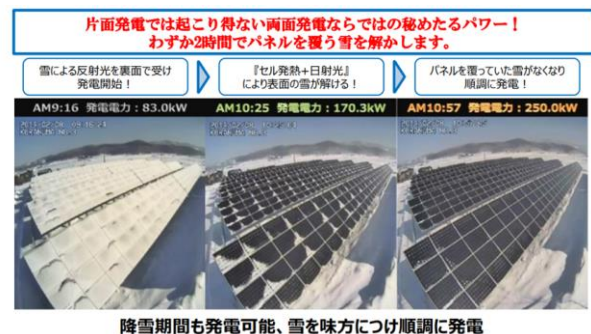 片面発電では起こり得ない両面発電ならではの秘めたるパワー！
わずか2時間でパネルを覆う雪を解かします。
雪による反射光を裏面で受け
発電開始！
『セル発熱+日射光』
により表面の雪が解ける！
パネルを覆っていた雪がなくなり
順調に発電！
AM9:16 発電電力：83.0kW
AM10:25 発電電力：170.3kW
AM10:57 発電電力：250.0kW
降雪期間も発電可能、雪を味方につけ順調に発電